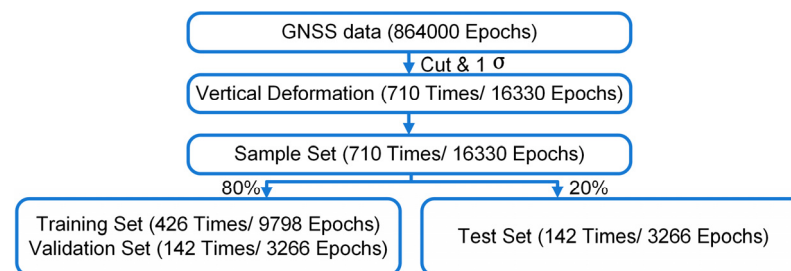 GNSS data (864000 Epochs)
Cut & 1 σ
Vertical Deformation (710 Times/ 16330 Epochs)
Sample Set (710 Times/ 16330 Epochs)
80%
20%
Training Set (426 Times/ 9798 Epochs)
Validation Set (142 Times/ 3266 Epochs)
Test Set (142 Times/ 3266 Epochs)